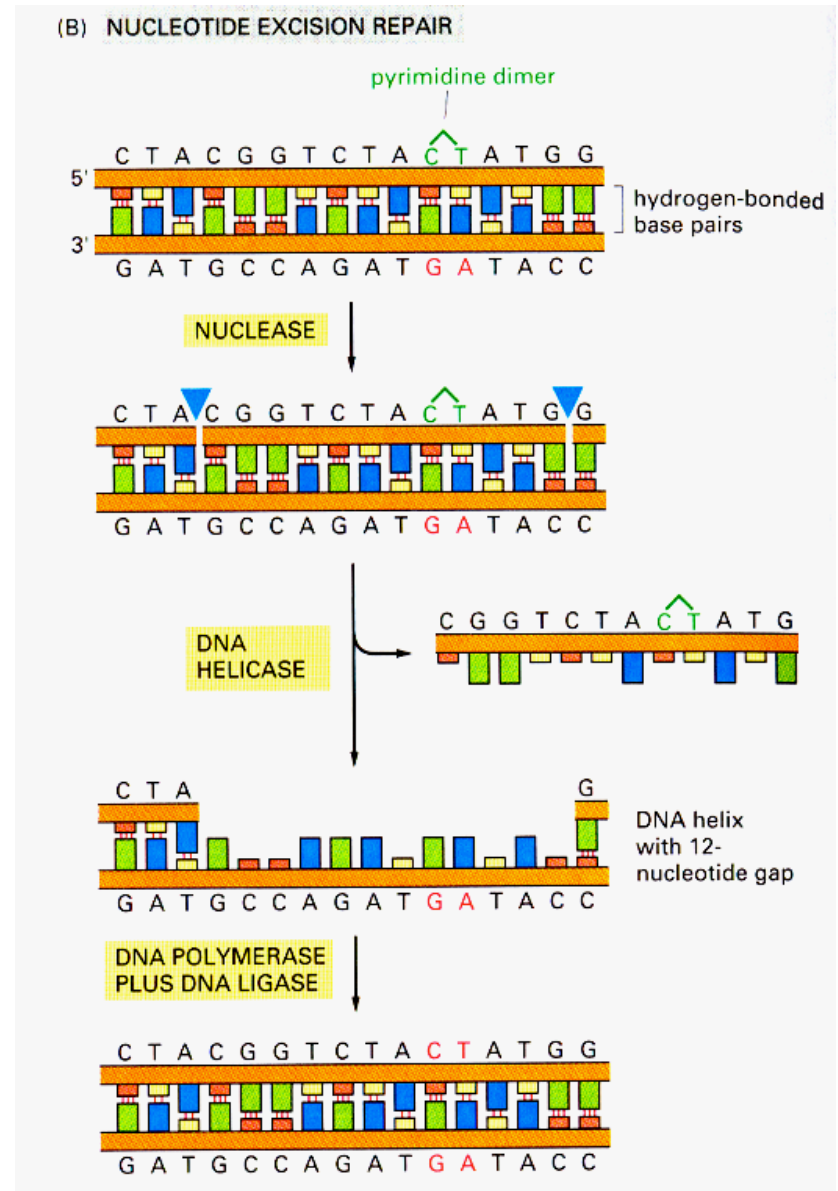 (B) NUCLEOTIDE EXCISION REPAIR
pyrimidine dimer
C T A C G G T C T A C T A T G G
5'
hydrogen-bonded
base pairs
3'
G A T G C C A G A T G A T A C C
NUCLEASE
C T A C G G T C T A C T A T G G
G A T G C C A G A T G A T A C C
C G G T C T A C T A T G
DNA
HELICASE
C T A G
DNA helix
with 12-
nucleotide gap
G A T G C C A G A T G A T A C C
DNA POLYMERASE
PLUS DNA LIGASE
C T A C G G T C T A C T A T G G
G A T G C C A G A T G A T A C C